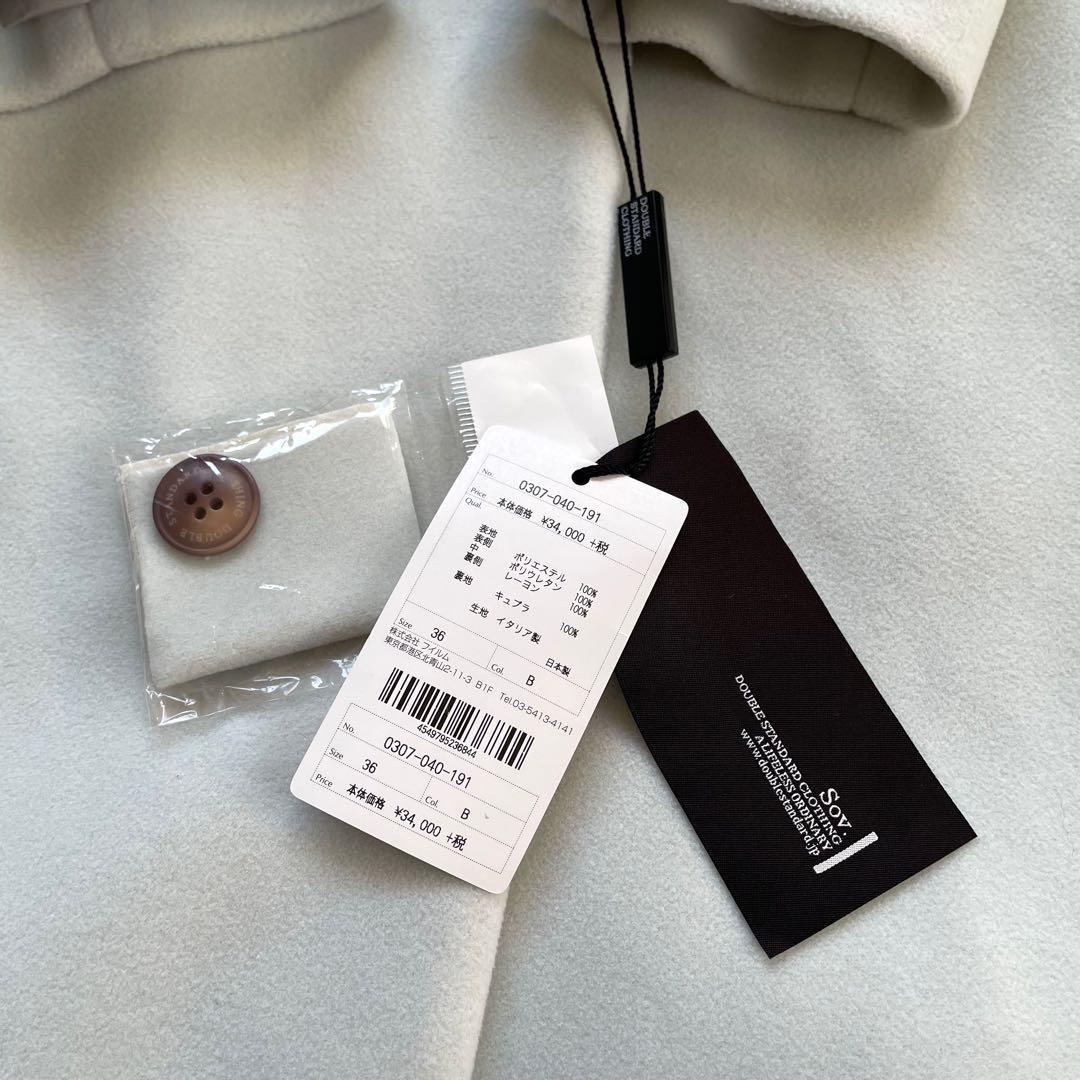 DOUBLE
STANDARD
CLOTHING
DOUBLE STANDARD
HING
No. 0307-040-191
Price 本体価格 ¥34,000 +税
Qual.
表地
表側 ポリエステル 100%
中 ポリウレタン 100%
裏側 レーヨン 100%
裏地 キュプラ 100%
生地 イタリア製
Size 36 日本製
Col. B
株式会社 フイルム
東京都港区北青山2-11-3 B1F Tel.03-5413-4141
4549795236844
No. 0307-040-191
Size 36 Col. B
Price 本体価格 ¥34,000 +税
Sov.
DOUBLE STANDARD CLOTHING
A LIFELESS ORDINARY
www.doublestandard.jp